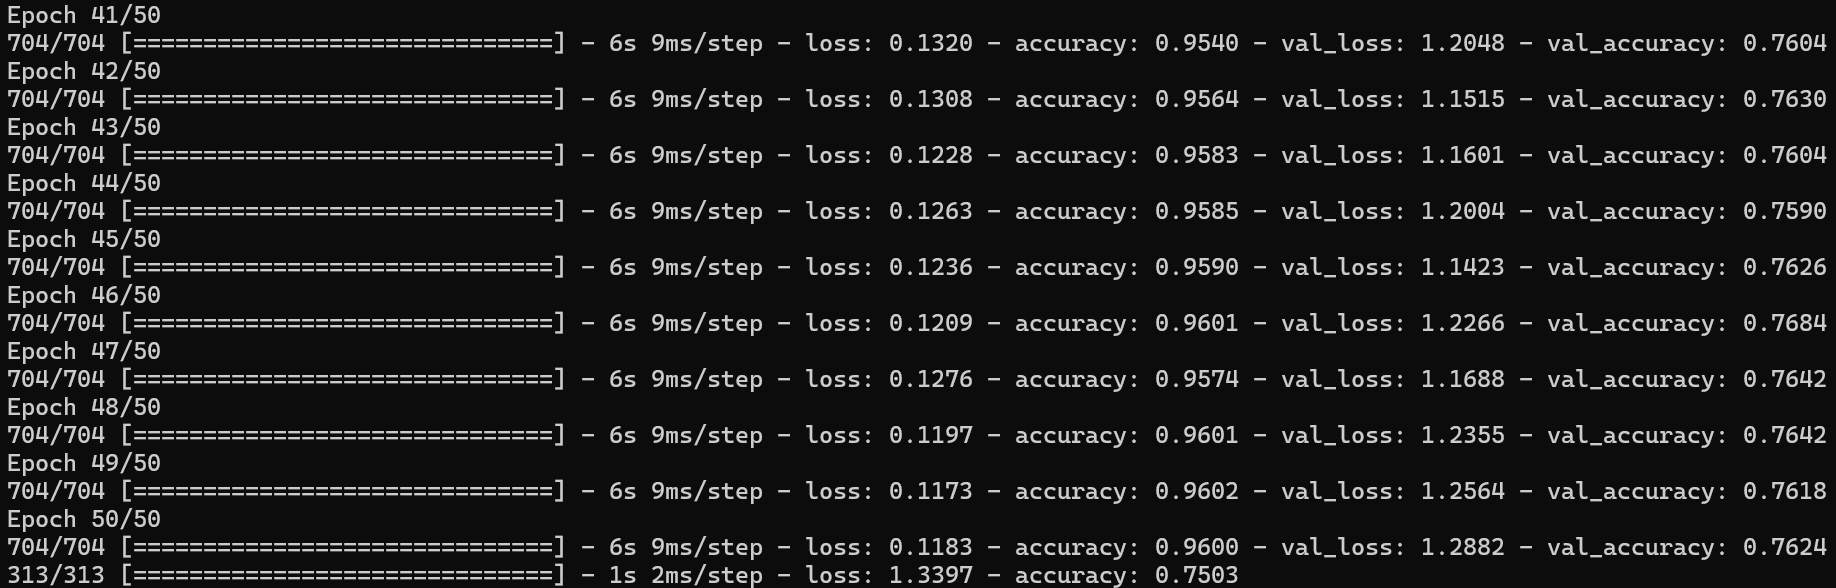 Epoch 41/50
704/704 [==============================] - 6s 9ms/step - loss: 0.1320 - accuracy: 0.9540 - val_loss: 1.2048 - val_accuracy: 0.7604
Epoch 42/50
704/704 [==============================] - 6s 9ms/step - loss: 0.1308 - accuracy: 0.9564 - val_loss: 1.1515 - val_accuracy: 0.7630
Epoch 43/50
704/704 [==============================] - 6s 9ms/step - loss: 0.1228 - accuracy: 0.9583 - val_loss: 1.1601 - val_accuracy: 0.7604
Epoch 44/50
704/704 [==============================] - 6s 9ms/step - loss: 0.1263 - accuracy: 0.9585 - val_loss: 1.2004 - val_accuracy: 0.7590
Epoch 45/50
704/704 [==============================] - 6s 9ms/step - loss: 0.1236 - accuracy: 0.9590 - val_loss: 1.1423 - val_accuracy: 0.7626
Epoch 46/50
704/704 [==============================] - 6s 9ms/step - loss: 0.1209 - accuracy: 0.9601 - val_loss: 1.2266 - val_accuracy: 0.7684
Epoch 47/50
704/704 [==============================] - 6s 9ms/step - loss: 0.1276 - accuracy: 0.9574 - val_loss: 1.1688 - val_accuracy: 0.7642
Epoch 48/50
704/704 [==============================] - 6s 9ms/step - loss: 0.1197 - accuracy: 0.9601 - val_loss: 1.2355 - val_accuracy: 0.7642
Epoch 49/50
704/704 [==============================] - 6s 9ms/step - loss: 0.1173 - accuracy: 0.9602 - val_loss: 1.2564 - val_accuracy: 0.7618
Epoch 50/50
704/704 [==============================] - 6s 9ms/step - loss: 0.1183 - accuracy: 0.9600 - val_loss: 1.2882 - val_accuracy: 0.7624
313/313 [==============================] - 1s 2ms/step - loss: 1.3397 - accuracy: 0.7503